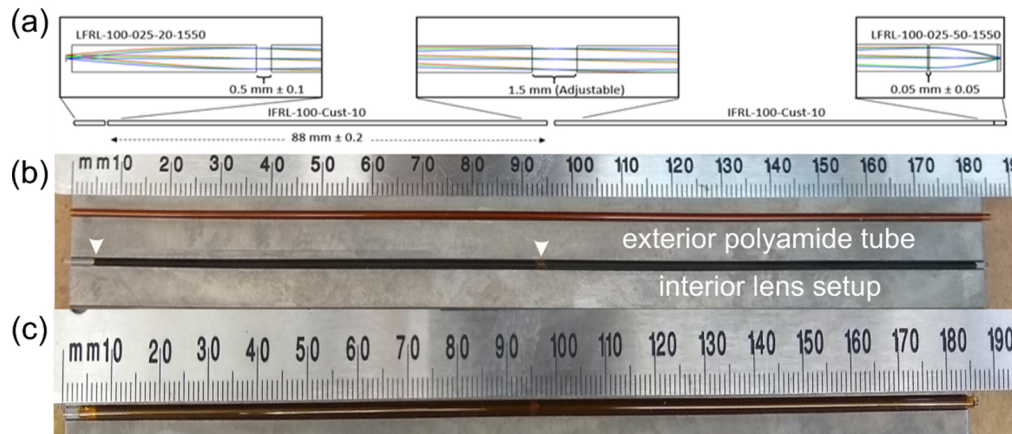 (a)
LFRL-100-025-20-1550
0.5 mm ± 0.1
1.5 mm (Adjustable)
LFRL-100-025-50-1550
0.05 mm ± 0.05
IFRL-100-Cust-10
IFRL-100-Cust-10
88 mm ± 0.2
(b)
mm10 20 30 40 50 60 70 80 90 100 110 120 130 140 150 160 170 180 19
exterior polyamide tube
interior lens setup
(c)
mm10 20 30 40 50 60 70 80 90 100 110 120 130 140 150 160 170 180 190